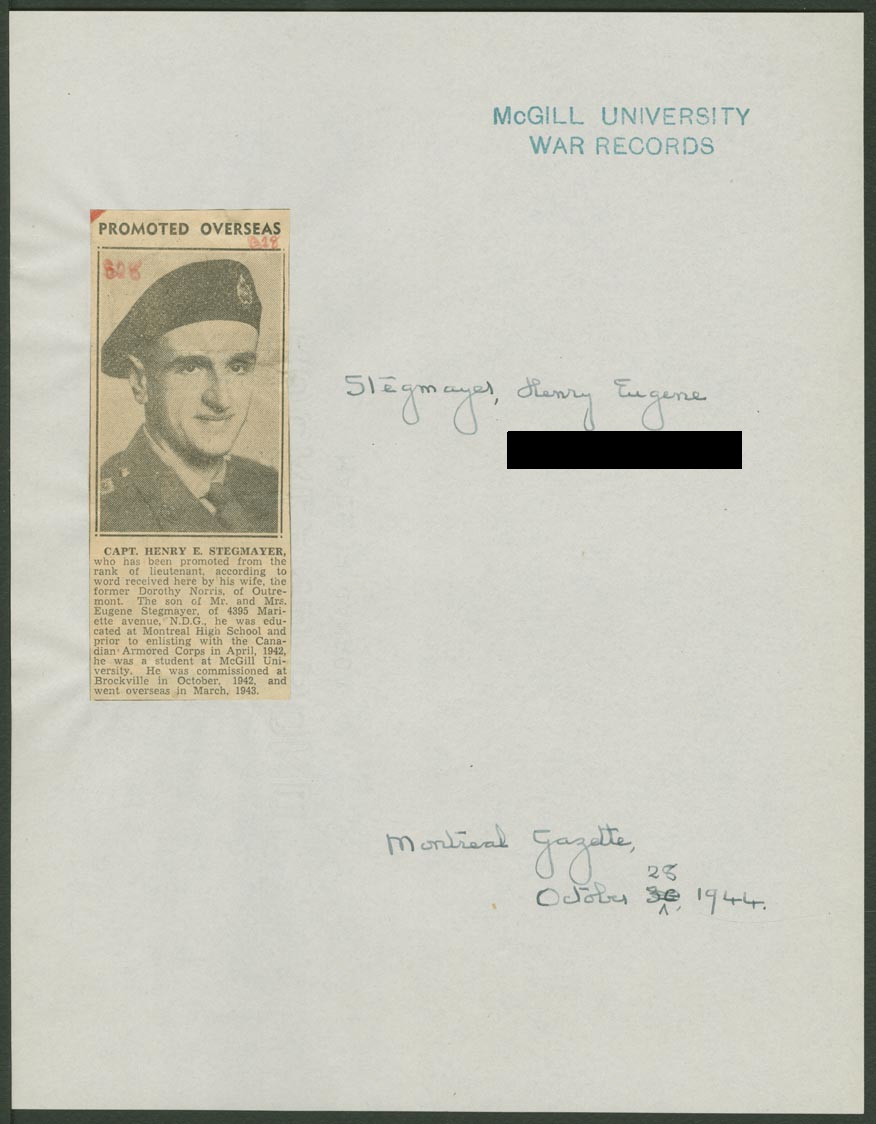 McGILL UNIVERSITY
WAR RECORDS
PROMOTED OVERSEAS
B28
B28
CAPT. HENRY E. STEGMAYER,
who has been promoted from the
rank of lieutenant, according to
word received here by his wife, the
former Dorothy Norris, of Outre-
mont. The son of Mr. and Mrs.
Eugene Stegmayer, of 4395 Mari-
ette avenue, N.D.G., he was edu-
cated at Montreal High School and
prior to enlisting with the Cana-
dian Armored Corps in April, 1942,
he was a student at McGill Uni-
versity. He was commissioned at
Brockville in October, 1942, and
went overseas in March, 1943.
Stegmayer, Henry Eugene
Montreal Gazette,
28
October 30, 1944.